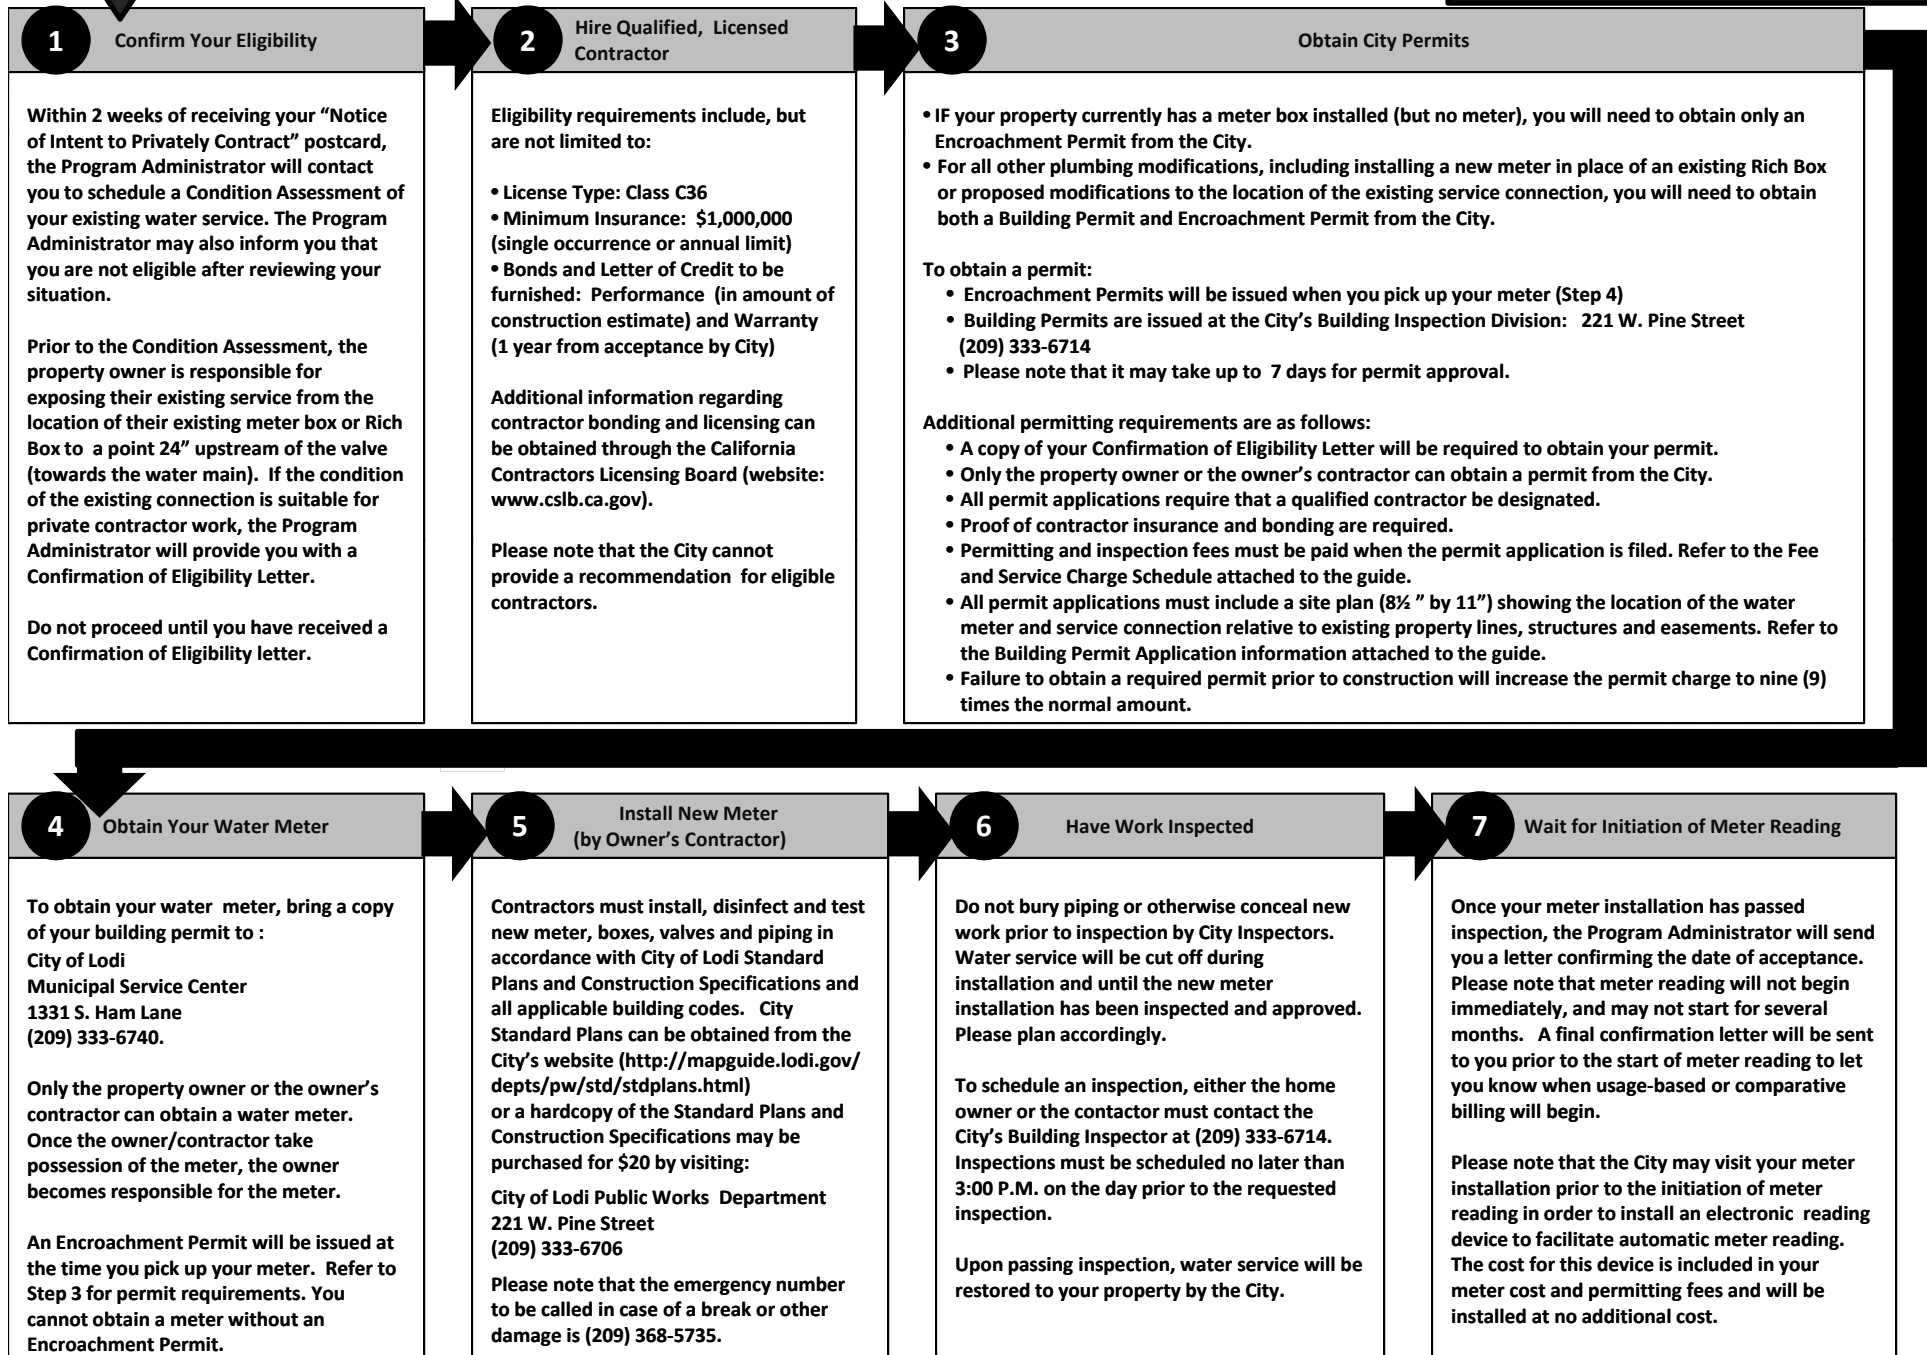 1
Confirm Your Eligibility
Within 2 weeks of receiving your “Notice
of Intent to Privately Contract” postcard,
the Program Administrator will contact
you to schedule a Condition Assessment of
your existing water service. The Program
Administrator may also inform you that
you are not eligible after reviewing your
situation.
Prior to the Condition Assessment, the
property owner is responsible for
exposing their existing service from the
location of their existing meter box or Rich
Box to a point 24” upstream of the valve
(towards the water main). If the condition
of the existing connection is suitable for
private contractor work, the Program
Administrator will provide you with a
Confirmation of Eligibility Letter.
Do not proceed until you have received a
Confirmation of Eligibility letter.
2
Hire Qualified, Licensed
Contractor
Eligibility requirements include, but
are not limited to:
• License Type: Class C36
• Minimum Insurance: $1,000,000
(single occurrence or annual limit)
• Bonds and Letter of Credit to be
furnished: Performance (in amount of
construction estimate) and Warranty
(1 year from acceptance by City)
Additional information regarding
contractor bonding and licensing can
be obtained through the California
Contractors Licensing Board (website:
www.cslb.ca.gov).
Please note that the City cannot
provide a recommendation for eligible
contractors.
3
Obtain City Permits
• IF your property currently has a meter box installed (but no meter), you will need to obtain only an
Encroachment Permit from the City.
• For all other plumbing modifications, including installing a new meter in place of an existing Rich Box
or proposed modifications to the location of the existing service connection, you will need to obtain
both a Building Permit and Encroachment Permit from the City.
To obtain a permit:
• Encroachment Permits will be issued when you pick up your meter (Step 4)
• Building Permits are issued at the City’s Building Inspection Division: 221 W. Pine Street
(209) 333-6714
• Please note that it may take up to 7 days for permit approval.
Additional permitting requirements are as follows:
• A copy of your Confirmation of Eligibility Letter will be required to obtain your permit.
• Only the property owner or the owner’s contractor can obtain a permit from the City.
• All permit applications require that a qualified contractor be designated.
• Proof of contractor insurance and bonding are required.
• Permitting and inspection fees must be paid when the permit application is filed. Refer to the Fee
and Service Charge Schedule attached to the guide.
• All permit applications must include a site plan (8½ ” by 11”) showing the location of the water
meter and service connection relative to existing property lines, structures and easements. Refer to
the Building Permit Application information attached to the guide.
• Failure to obtain a required permit prior to construction will increase the permit charge to nine (9)
times the normal amount.
4
Obtain Your Water Meter
To obtain your water meter, bring a copy
of your building permit to :
City of Lodi
Municipal Service Center
1331 S. Ham Lane
(209) 333-6740.
Only the property owner or the owner’s
contractor can obtain a water meter.
Once the owner/contractor take
possession of the meter, the owner
becomes responsible for the meter.
An Encroachment Permit will be issued at
the time you pick up your meter. Refer to
Step 3 for permit requirements. You
cannot obtain a meter without an
Encroachment Permit.
5
Install New Meter
(by Owner’s Contractor)
Contractors must install, disinfect and test
new meter, boxes, valves and piping in
accordance with City of Lodi Standard
Plans and Construction Specifications and
all applicable building codes. City
Standard Plans can be obtained from the
City’s website (http://mapguide.lodi.gov/
depts/pw/std/stdplans.html)
or a hardcopy of the Standard Plans and
Construction Specifications may be
purchased for $20 by visiting:
City of Lodi Public Works Department
221 W. Pine Street
(209) 333-6706
Please note that the emergency number
to be called in case of a break or other
damage is (209) 368-5735.
6
Have Work Inspected
Do not bury piping or otherwise conceal new
work prior to inspection by City Inspectors.
Water service will be cut off during
installation and until the new meter
installation has been inspected and approved.
Please plan accordingly.
To schedule an inspection, either the home
owner or the contactor must contact the
City’s Building Inspector at (209) 333-6714.
Inspections must be scheduled no later than
3:00 P.M. on the day prior to the requested
inspection.
Upon passing inspection, water service will be
restored to your property by the City.
7
Wait for Initiation of Meter Reading
Once your meter installation has passed
inspection, the Program Administrator will send
you a letter confirming the date of acceptance.
Please note that meter reading will not begin
immediately, and may not start for several
months. A final confirmation letter will be sent
to you prior to the start of meter reading to let
you know when usage-based or comparative
billing will begin.
Please note that the City may visit your meter
installation prior to the initiation of meter
reading in order to install an electronic reading
device to facilitate automatic meter reading.
The cost for this device is included in your
meter cost and permitting fees and will be
installed at no additional cost.